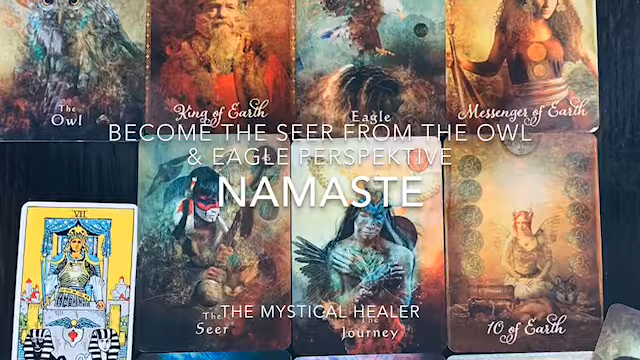 The
Owl
King of Earth
Eagle
Messenger of Earth
BECOME THE SEER FROM THE OWL
& EAGLE PERSPEKTIVE
NAMASTE
VII
THE MYSTICAL HEALER
The
Seer
The
Journey
10 of Earth